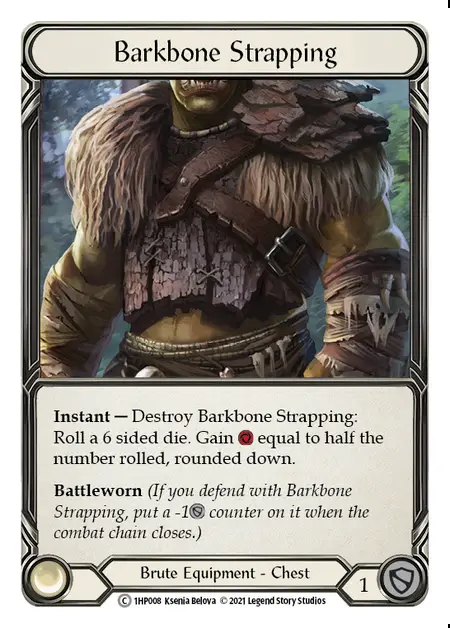 Barkbone Strapping
Instant — Destroy Barkbone Strapping:
Roll a 6 sided die. Gain equal to half the
number rolled, rounded down.
Battleworn (If you defend with Barkbone
Strapping, put a -1 counter on it when the
combat chain closes.)
Brute Equipment - Chest
1
C 1HP008 Ksenia Belova © 2021 Legend Story Studios